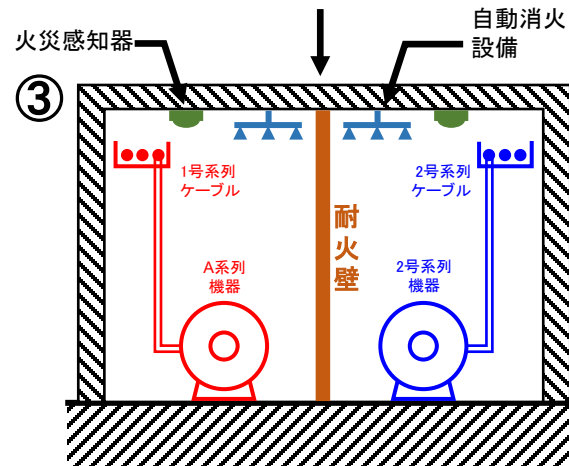 火災感知器
自動消火
設備
③
1号系列
ケーブル
2号系列
ケーブル
耐火壁
A系列
機器
2号系列
機器